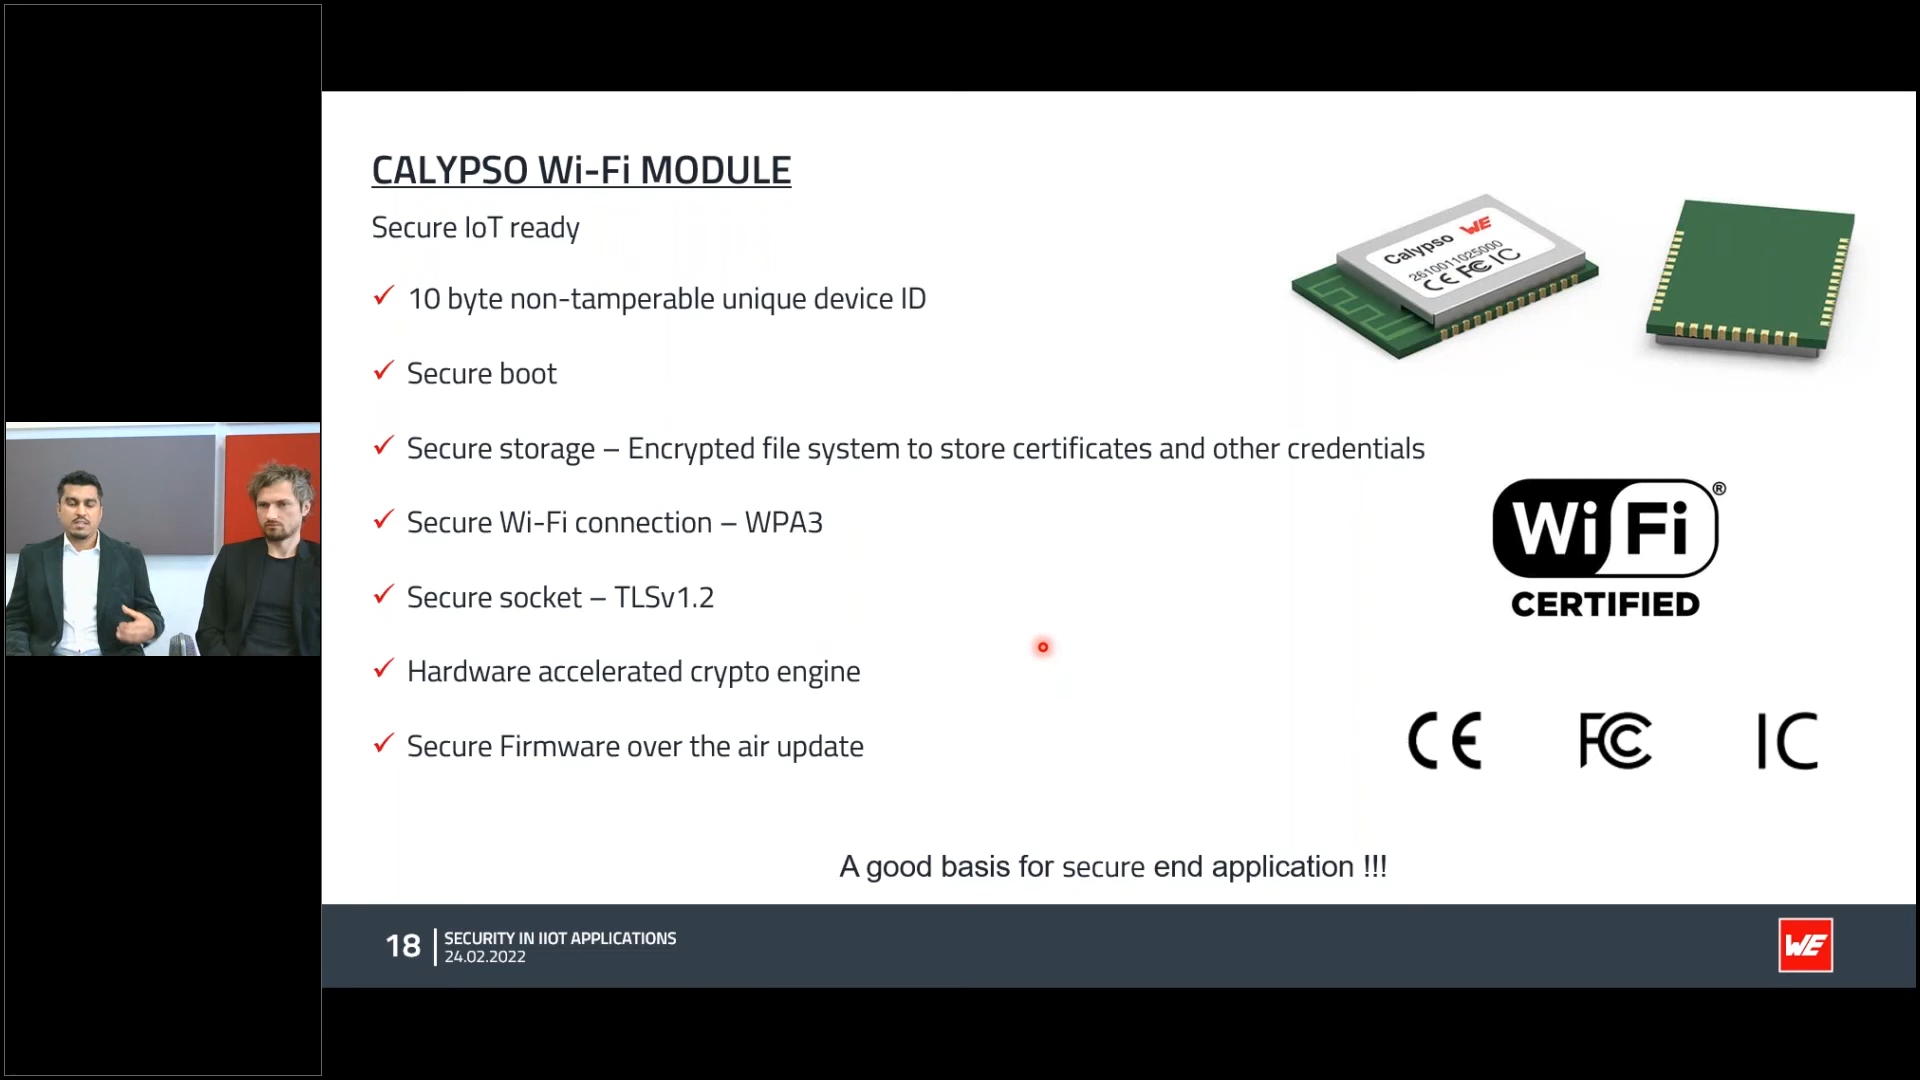 CALYPSO Wi-Fi MODULE
Secure IoT ready
✓ 10 byte non-tamperable unique device ID
✓ Secure boot
✓ Secure storage – Encrypted file system to store certificates and other credentials
✓ Secure Wi-Fi connection – WPA3
✓ Secure socket – TLSv1.2
✓ Hardware accelerated crypto engine
✓ Secure Firmware over the air update
Calypso WE
2610011025000
CE FC IC
Wi Fi ®
CERTIFIED
CE FC IC
A good basis for secure end application !!!
18 SECURITY IN IIOT APPLICATIONS
24.02.2022
WE